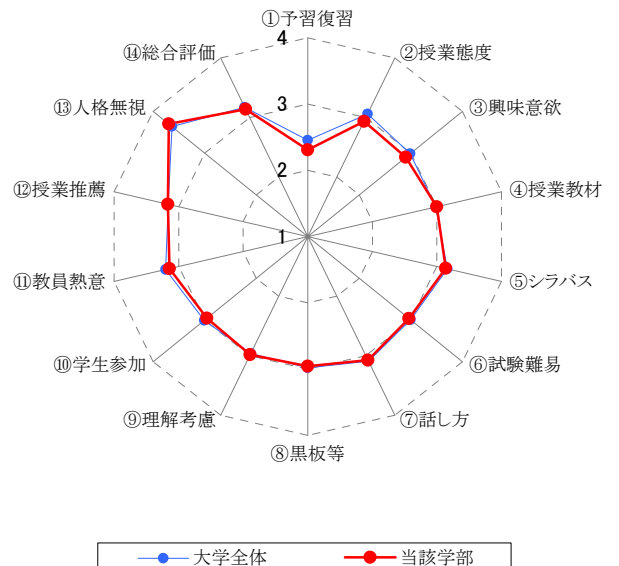 ①予習復習
②授業態度
③興味意欲
④授業教材
⑤シラバス
⑥試験難易
⑦話し方
⑧黒板等
⑨理解考慮
⑩学生参加
⑪教員熱意
⑫授業推薦
⑬人格無視
⑭総合評価
4
3
2
1
大学全体
当該学部